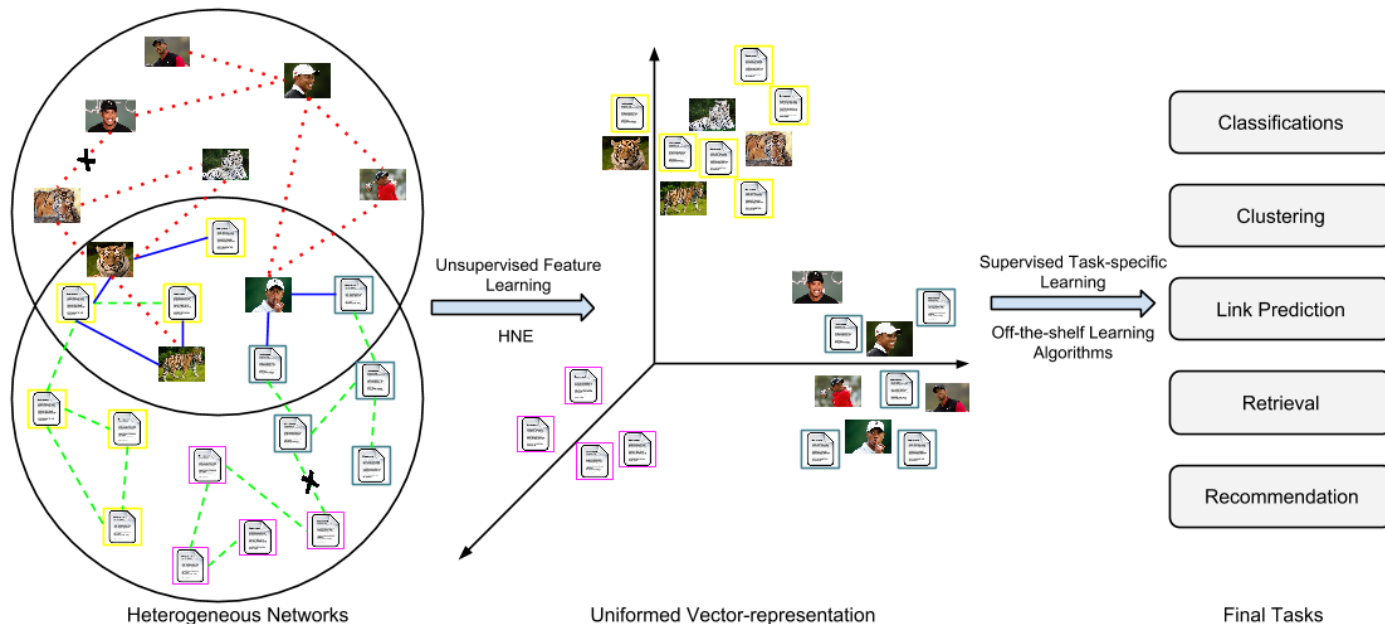 Unsupervised Feature
Learning
HNE
Supervised Task-specific
Learning
Off-the-shelf Learning
Algorithms
Classifications
Clustering
Link Prediction
Retrieval
Recommendation
Heterogeneous Networks
Uniformed Vector-representation
Final Tasks